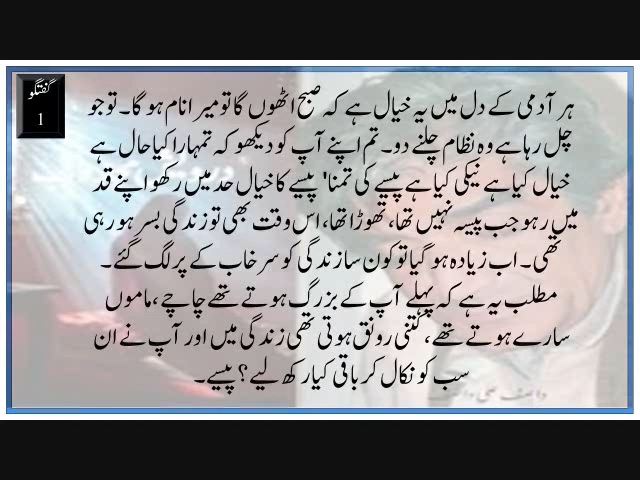 گفتگو
1
ہر آدمی کے دل میں یہ خیال ہے کہ صبح اٹھوں گا تو میرا نام ہو گا۔ تو جو
چل رہا ہے وہ نظام چلنے دو۔ تم اپنے آپ کو دیکھو کہ تمہارا کیا حال ہے
خیال کیا ہے نیکی کیا ہے پیسے کی تمنا' پیسے کا خیال حد میں رکھو اپنے قد
میں رہو جب پیسہ نہیں تھا، تھوڑا تھا، اس وقت بھی تو زندگی بسر ہو رہی
تھی۔ اب زیادہ ہو گیا تو کون سا زندگی کو سرخاب کے پر لگ گئے۔
مطلب یہ ہے کہ پہلے آپ کے بزرگ ہوتے تھے چاچے، ماموں
سارے ہوتے تھے، کتنی رونق ہوتی تھی زندگی میں اور آپ نے ان
سب کو نکال کر باقی کیا رکھ لیے؟ پیسے۔
واصف علی واصف